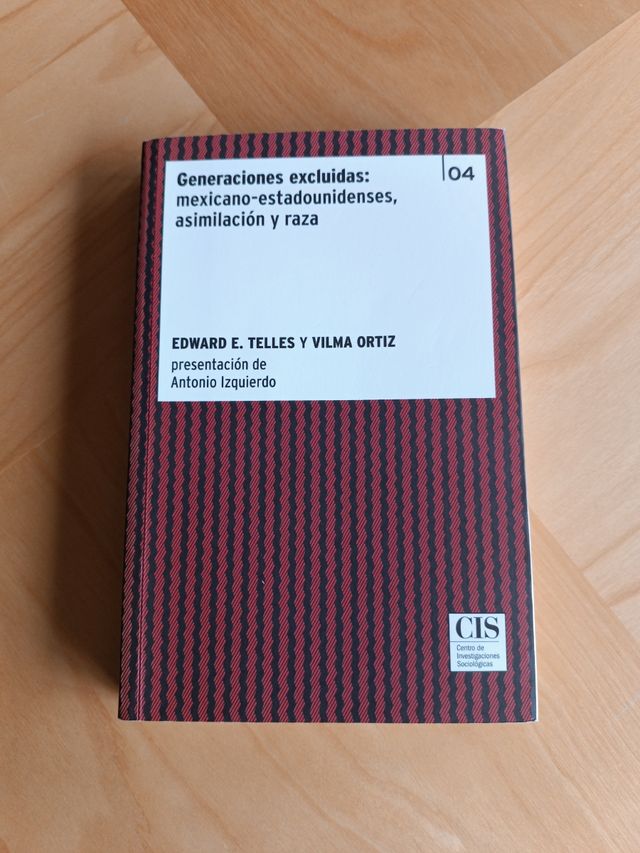 Generaciones excluidas:
mexicano-estadounidenses,
asimilación y raza
04
EDWARD E. TELLES Y VILMA ORTIZ
presentación de
Antonio Izquierdo
CIS
Centro de
Investigaciones
Sociológicas